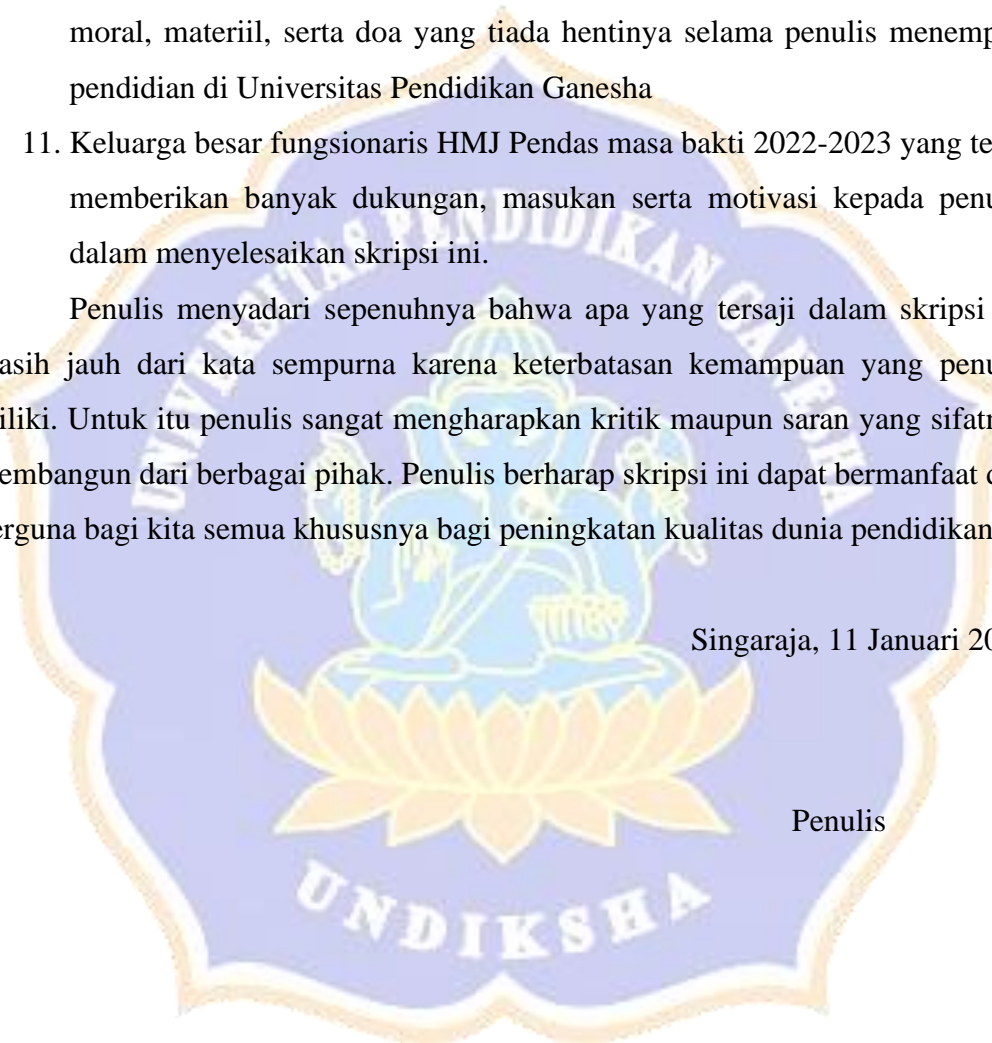 moral, materiil, serta doa yang tiada hentinya selama penulis menemp
pendidian di Universitas Pendidikan Ganesha
11. Keluarga besar fungsionaris HMJ Pendas masa bakti 2022-2023 yang te
memberikan banyak dukungan, masukan serta motivasi kepada penu
dalam menyelesaikan skripsi ini.
Penulis menyadari sepenuhnya bahwa apa yang tersaji dalam skripsi
asih jauh dari kata sempurna karena keterbatasan kemampuan yang penu
iliki. Untuk itu penulis sangat mengharapkan kritik maupun saran yang sifatn
embangun dari berbagai pihak. Penulis berharap skripsi ini dapat bermanfaat d
erguna bagi kita semua khususnya bagi peningkatan kualitas dunia pendidikan
Singaraja, 11 Januari 20
Penulis
UNIVERSITAS PENDIDIKAN GANESHA
UNDIKSHA